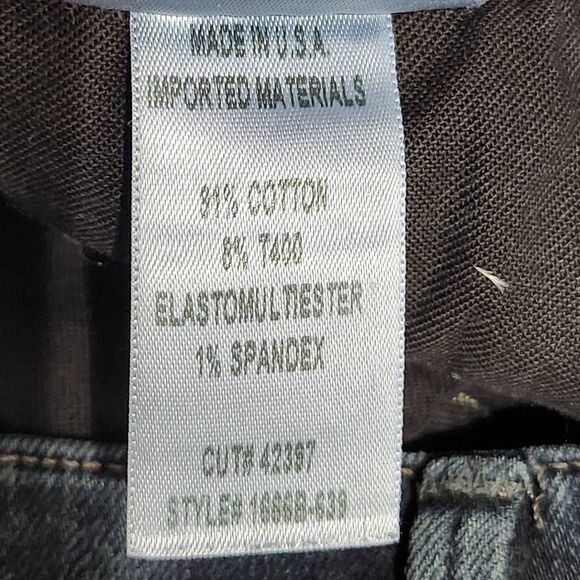 MADE IN U.S.A.
IMPORTED MATERIALS
91% COTTON
8% T400
ELASTOMULTIESTER
1% SPANDEX
CUT# 42397
STYLE# 1666B-639